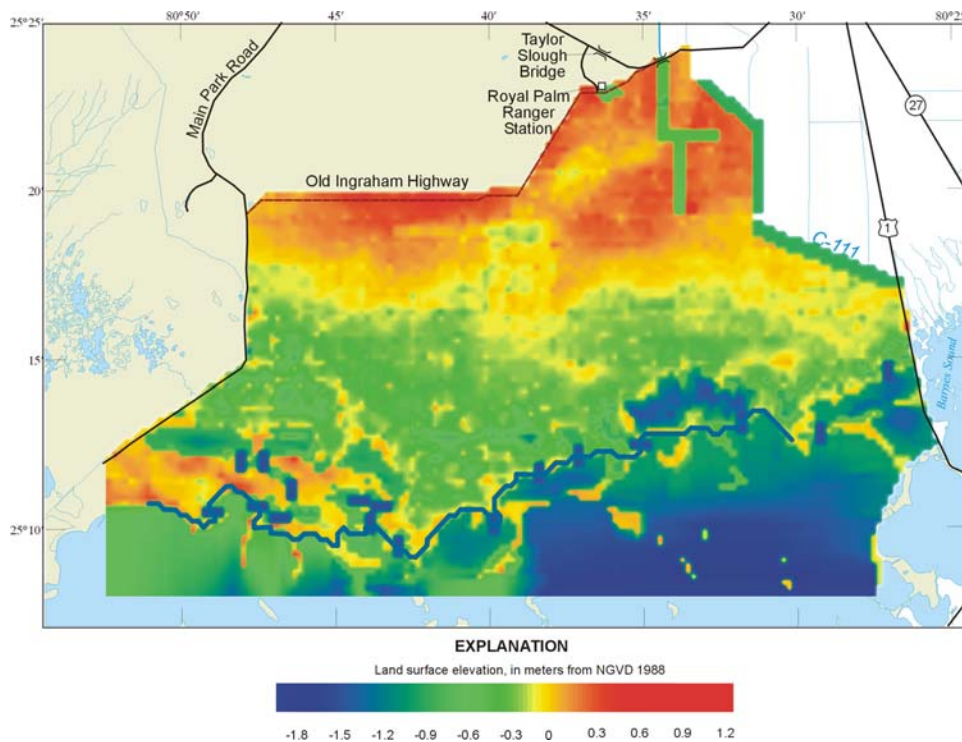 80°50'
45'
40'
35'
30'
80°25'
25°25'
20'
15'
25°10'
Main Park Road
Taylor
Slough
Bridge
Royal Palm
Ranger
Station
Old Ingraham Highway
C-111
27
1
Barnes Sound
EXPLANATION
Land surface elevation, in meters from NGVD 1988
-1.8 -1.5 -1.2 -0.9 -0.6 -0.3 0 0.3 0.6 0.9 1.2